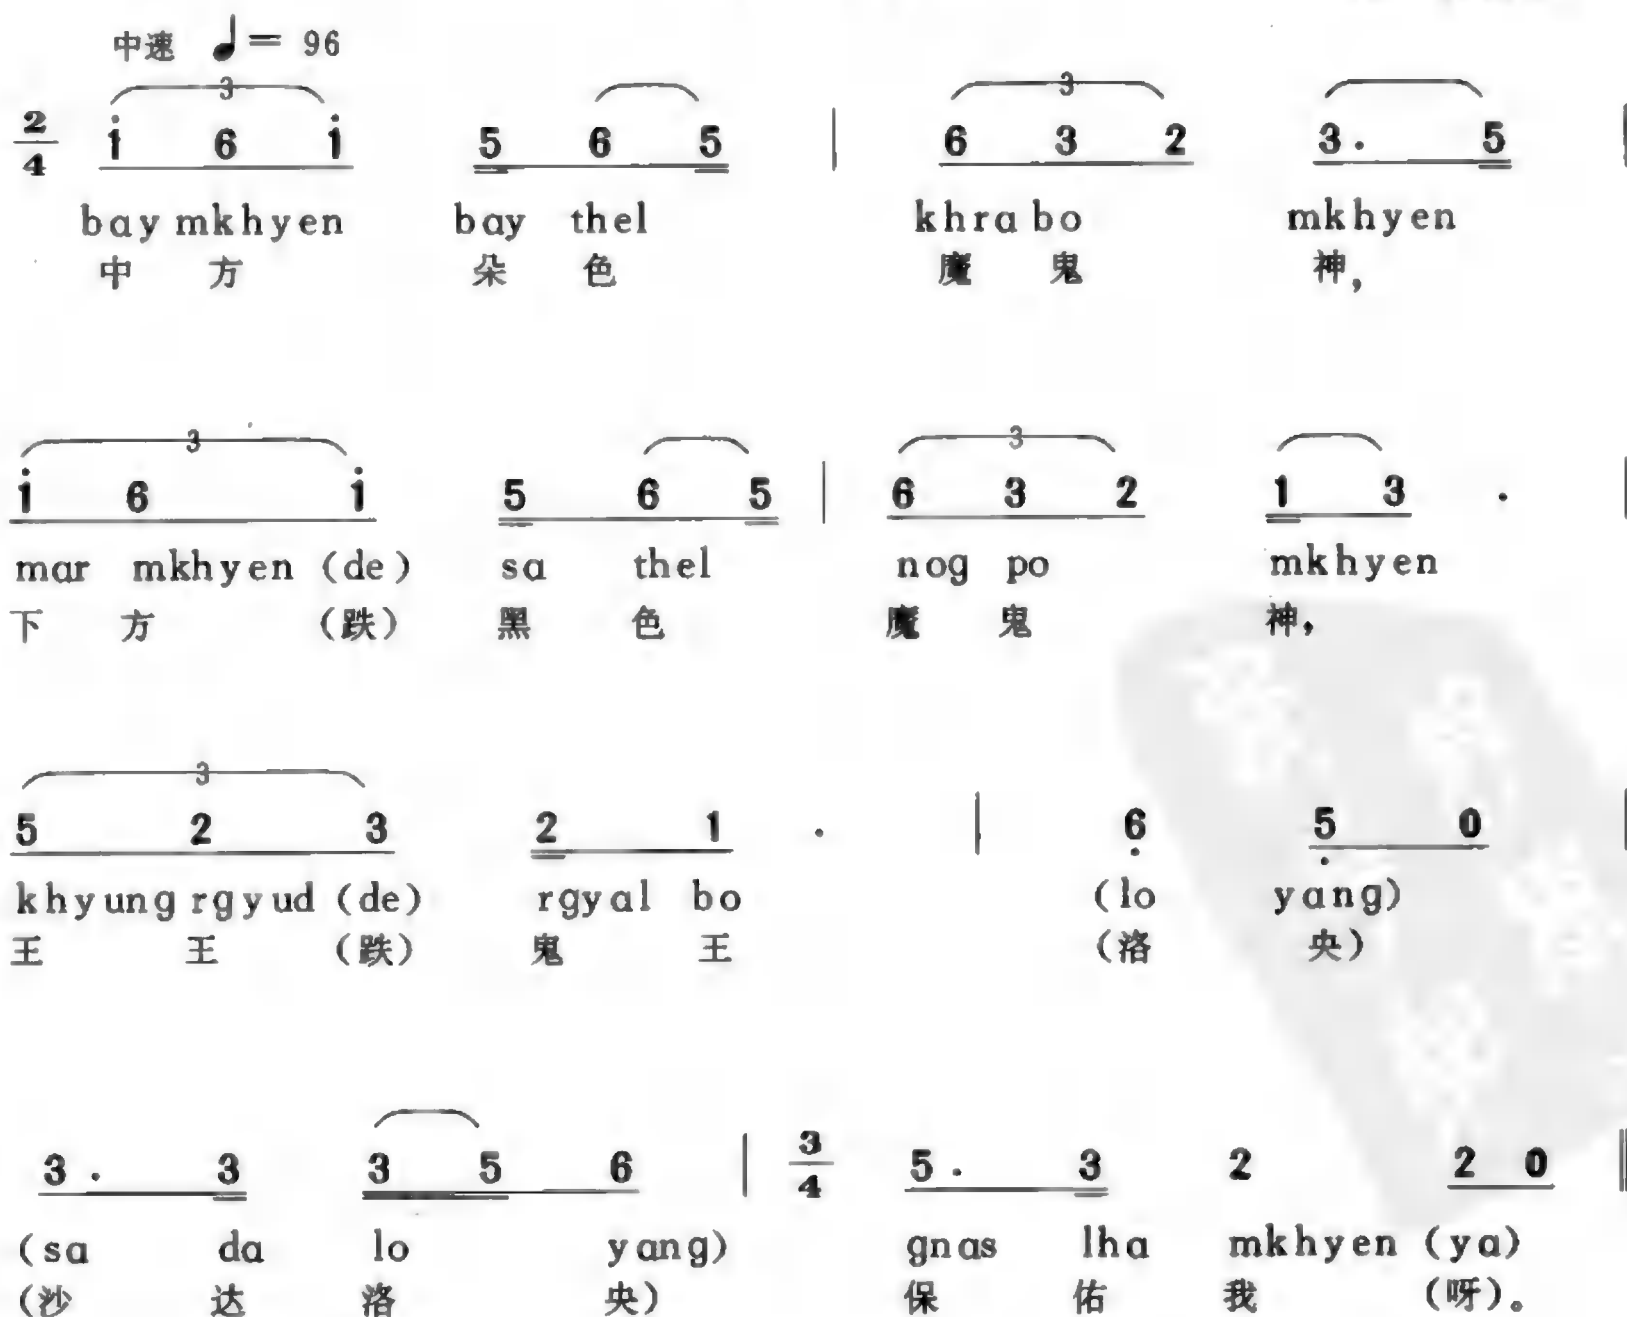 中速 ♩= 96
3 3
2/4 i 6 i 5 6 5 | 6 3 2 3. 5 |
bay mkhyen bay thel khra bo mkhyen
中 方 朵 色 魔 鬼 神，
3 3
i 6 i 5 6 5 | 6 3 2 1 3 . |
mar mkhyen (de) sa thel nog po mkhyen
下 方 (跌) 黑 色 魔 鬼 神，
3
5 2 3 2 1 . | 6 5 0 |
khyung rgyud (de) rgyal bo (lo yang)
王 王 (跌) 鬼 王 (洛 央)
3. 3 3 5 6 | 3/4 5. 3 2 2 0 ‖
(sa da lo yang) gnas lha mkhyen (ya)
(沙 达 洛 央) 保 佑 我 (呀)。